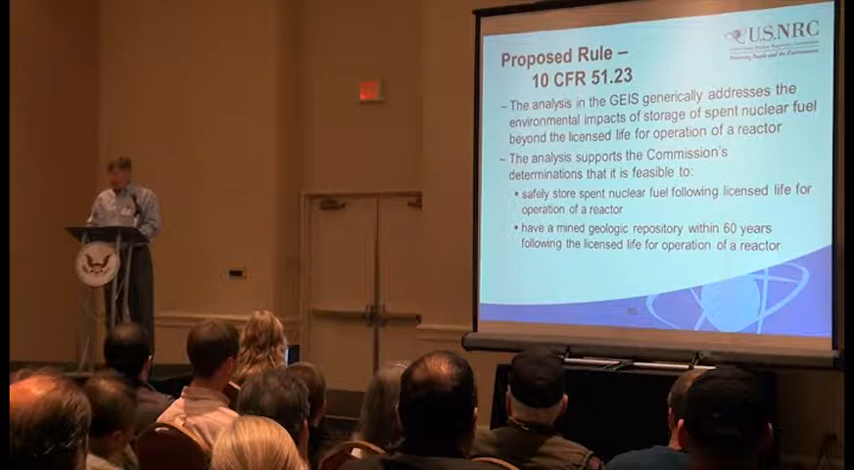 U.S.NRC
Protecting People and the Environment
Proposed Rule –
10 CFR 51.23
– The analysis in the GEIS generically addresses the
environmental impacts of storage of spent nuclear fuel
beyond the licensed life for operation of a reactor
– The analysis supports the Commission's
determinations that it is feasible to:
• safely store spent nuclear fuel following licensed life for
operation of a reactor
• have a mined geologic repository within 60 years
following the licensed life for operation of a reactor